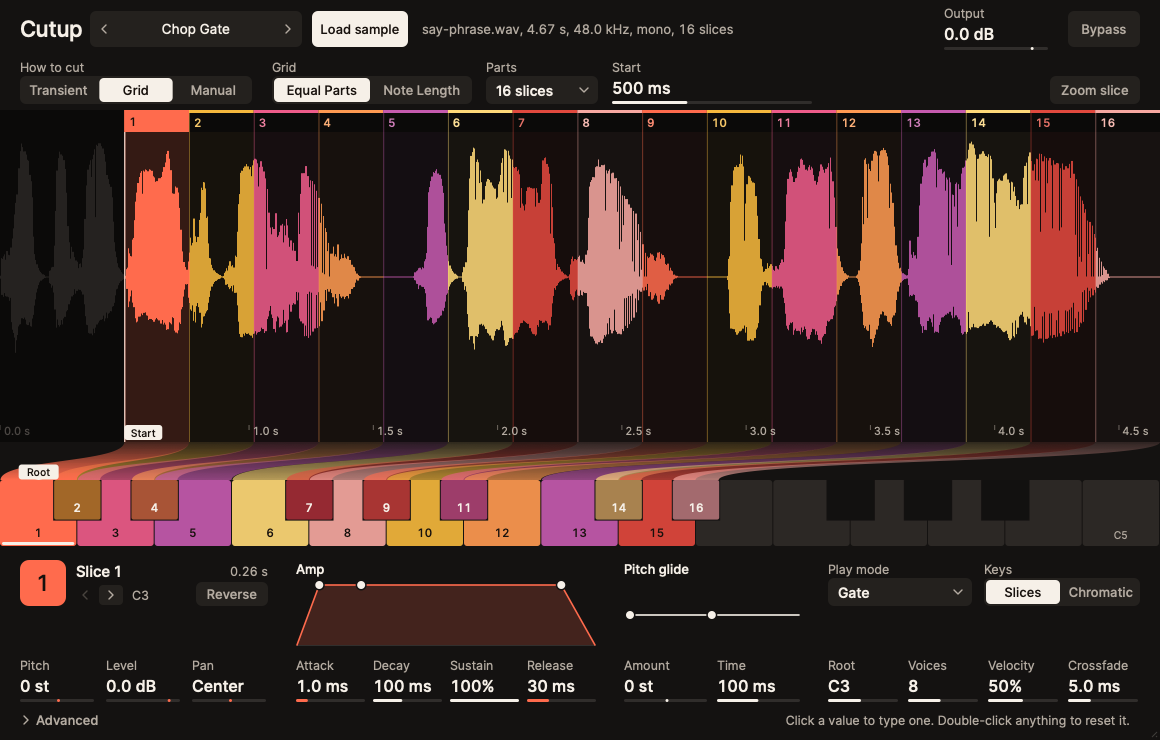 Cutup
Chop Gate
Load sample
say-phrase.wav, 4.67 s, 48.0 kHz, mono, 16 slices
Output
0.0 dB
Bypass
How to cut
Transient Grid Manual
Grid
Equal Parts Note Length
Parts
16 slices
Start
500 ms
Zoom slice
1 2 3 4 5 6 7 8 9 10 11 12 13 14 15 16
0.0 s Start 1.0 s 1.5 s 2.0 s 2.5 s 3.0 s 3.5 s 4.0 s 4.5 s
Root
2 4 7 9 11 14 16
1 3 5 6 8 10 12 13 15 C5
1
Slice 1
0.26 s
C3
Reverse
Amp
Pitch glide
Play mode
Gate
Keys
Slices Chromatic
Pitch Level Pan Attack Decay Sustain Release Amount Time Root Voices Velocity Crossfade
0 st 0.0 dB Center 1.0 ms 100 ms 100% 30 ms 0 st 100 ms C3 8 50% 5.0 ms
Advanced
Click a value to type one. Double-click anything to reset it.